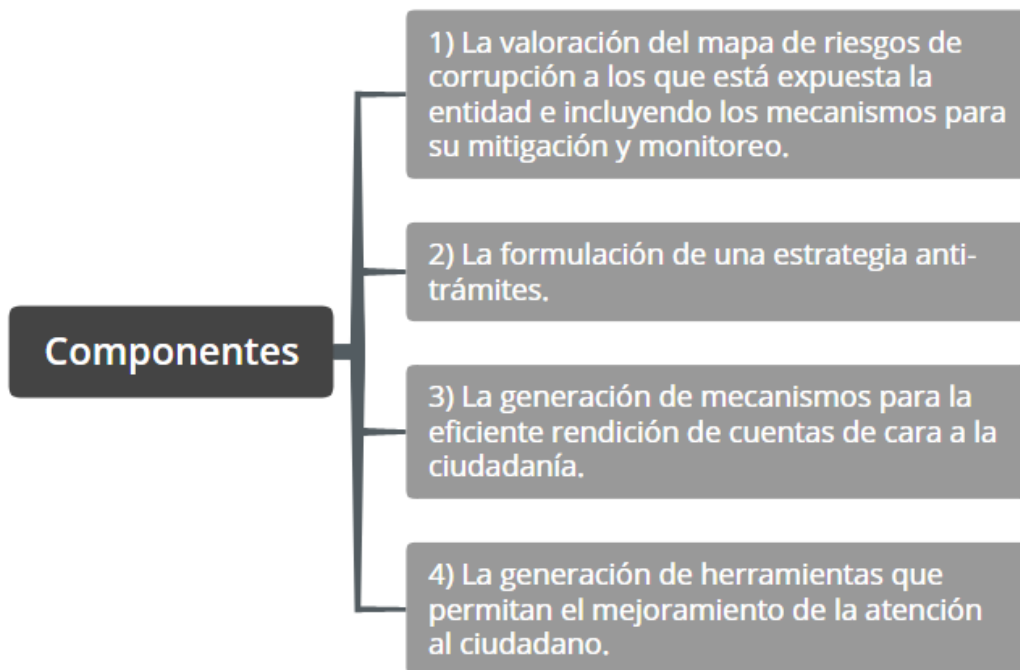 Componentes
1) La valoración del mapa de riesgos de
corrupción a los que está expuesta la
entidad e incluyendo los mecanismos para
su mitigación y monitoreo.
2) La formulación de una estrategia anti-
trámites.
3) La generación de mecanismos para la
eficiente rendición de cuentas de cara a la
ciudadanía.
4) La generación de herramientas que
permitan el mejoramiento de la atención
al ciudadano.